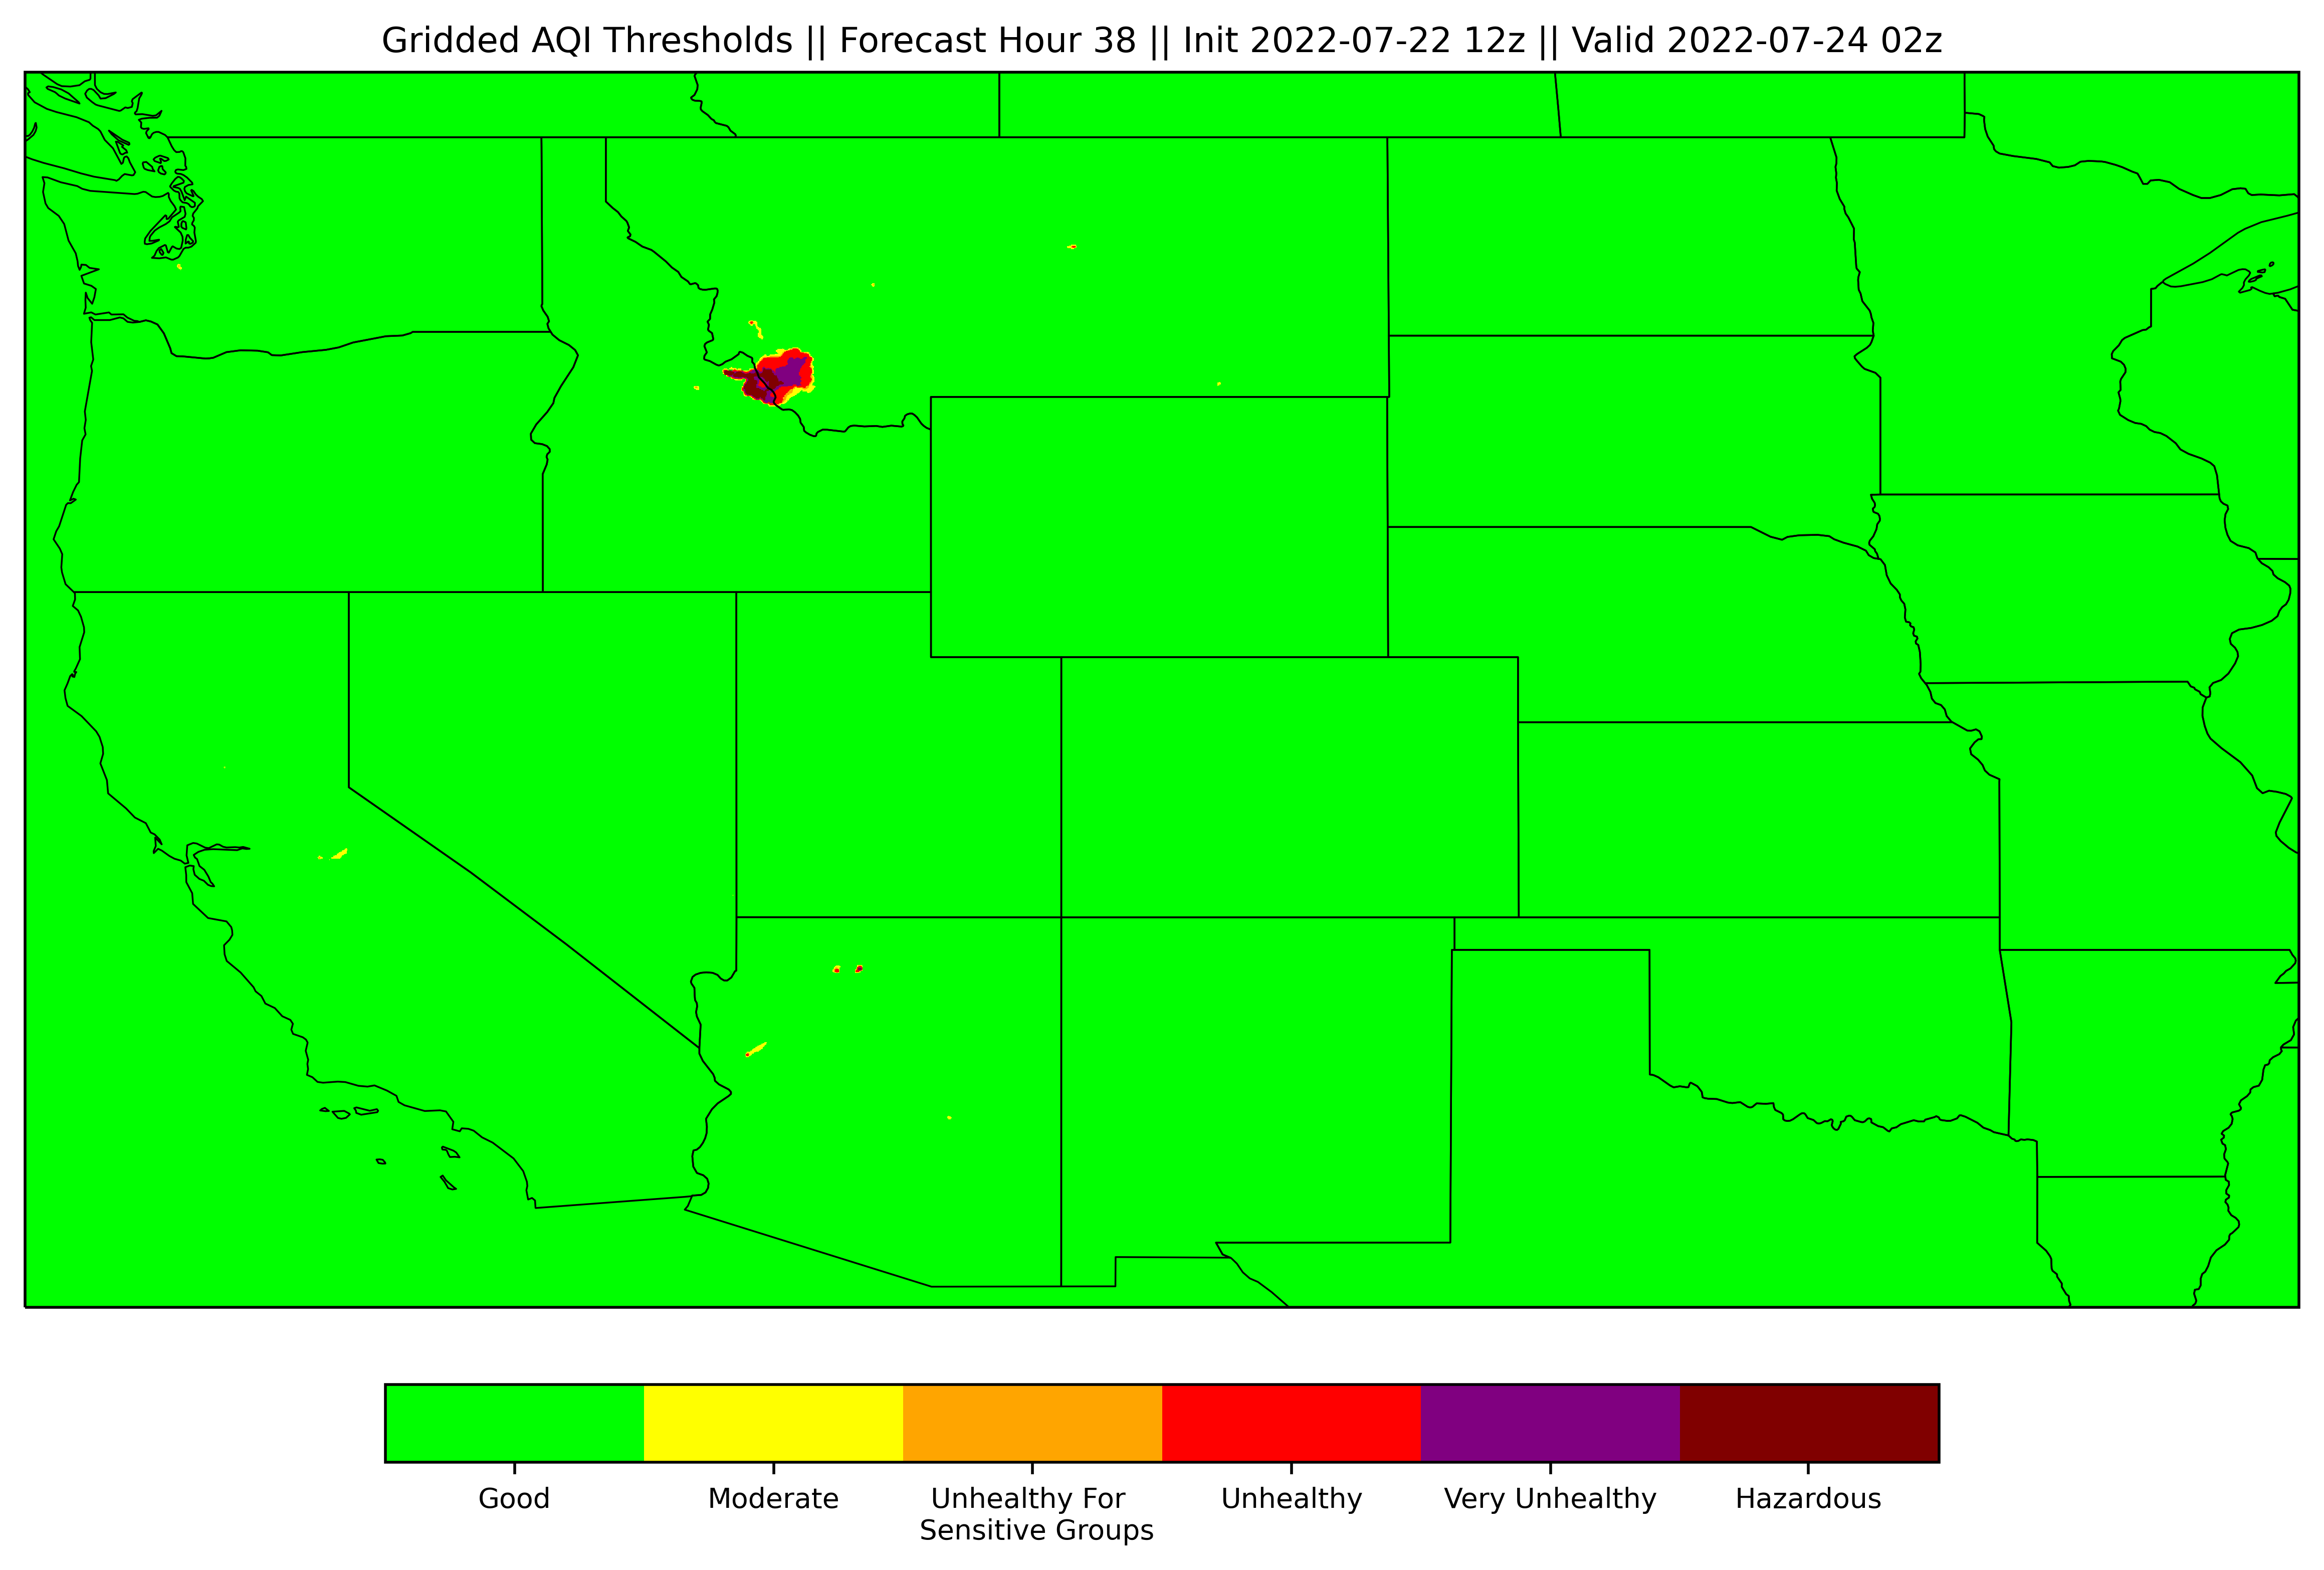 Gridded AQI Thresholds || Forecast Hour 38 || Init 2022-07-22 12z || Valid 2022-07-24 02z
Good
Moderate
Unhealthy For
Sensitive Groups
Unhealthy
Very Unhealthy
Hazardous